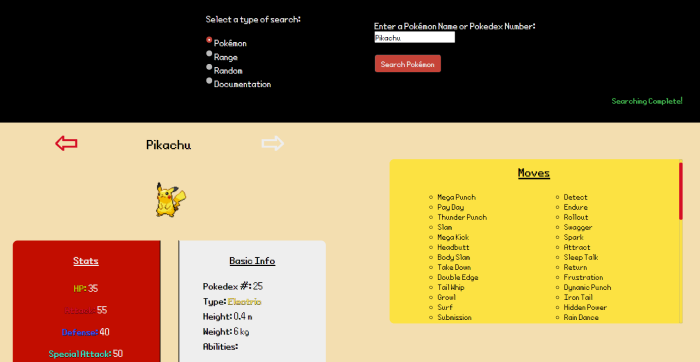 Select a type of search:
Pokémon
Range
Random
Documentation
Enter a Pokémon Name or Pokedex Number:
Pikachu
Search Pokémon
Searching Complete!
Pikachu
Stats
HP: 35
Attack: 55
Defense: 40
Special Attack: 50
Basic Info
Pokedex #: 25
Type: Electric
Height: 0.4 m
Weight: 6 kg
Abilities:
Moves
Mega Punch
Pay Day
Thunder Punch
Slam
Mega Kick
Headbutt
Body Slam
Take Down
Double Edge
Tail Whip
Growl
Surf
Submission
Detect
Endure
Rollout
Swagger
Spark
Attract
Sleep Talk
Return
Frustration
Dynamic Punch
Iron Tail
Hidden Power
Rain Dance